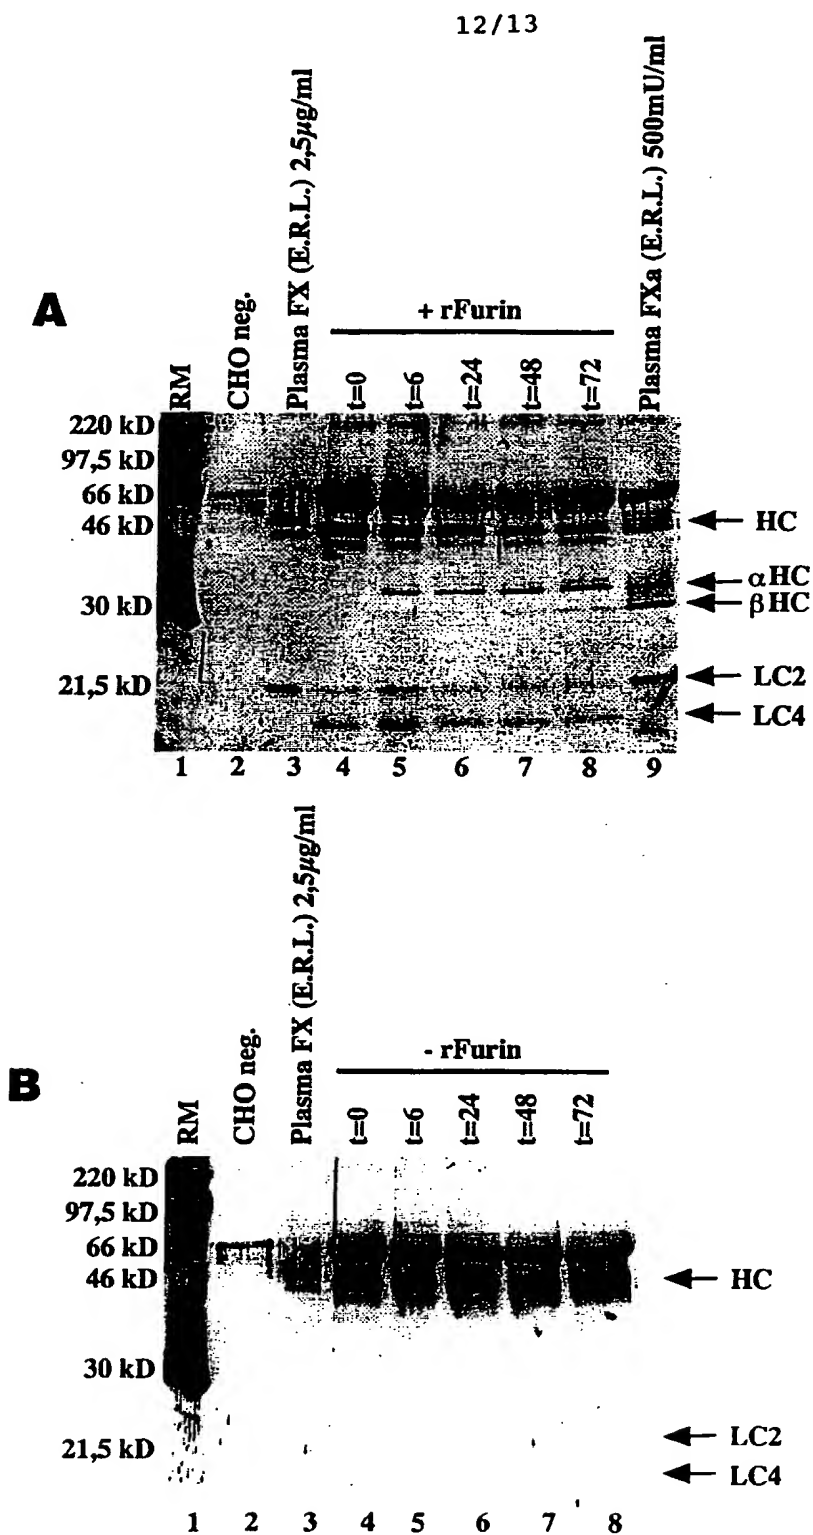 12/13
A
RM
CHO neg.
Plasma FX (E.R.L.) 2,5µg/ml
+ rFurin
t=0
t=6
t=24
t=48
t=72
Plasma FXa (E.R.L.) 500mU/ml
220 kD
97,5 kD
66 kD
46 kD
30 kD
21,5 kD
HC
αHC
βHC
LC2
LC4
1 2 3 4 5 6 7 8 9
B
RM
CHO neg.
Plasma FX (E.R.L.) 2,5µg/ml
- rFurin
t=0
t=6
t=24
t=48
t=72
220 kD
97,5 kD
66 kD
46 kD
30 kD
21,5 kD
HC
LC2
LC4
1 2 3 4 5 6 7 8